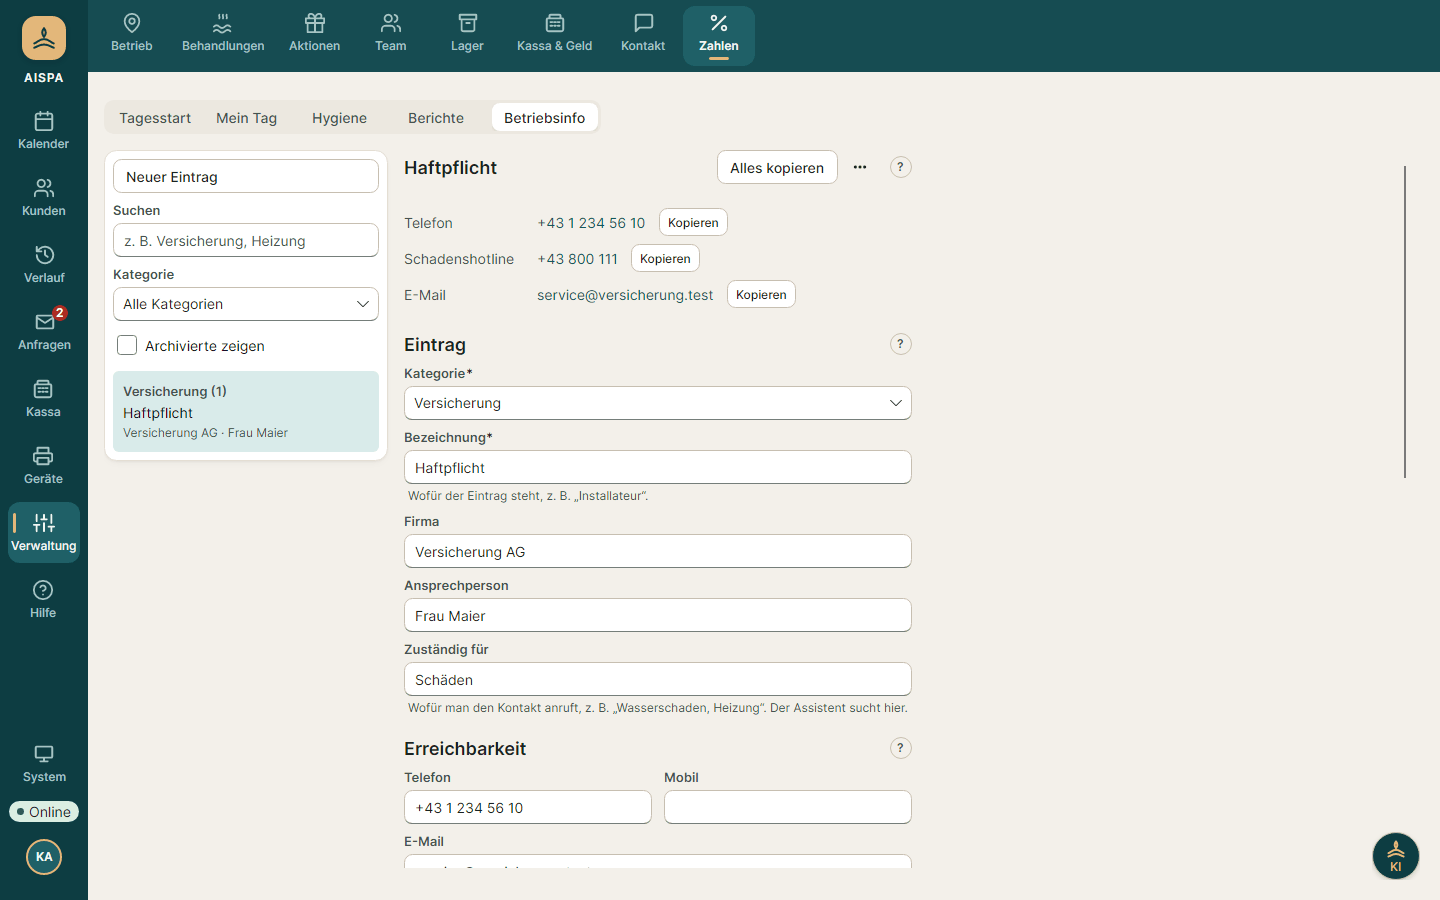 AISPA
Kalender
Kunden
Verlauf
2
Anfragen
Kassa
Geräte
Verwaltung
Hilfe
System
Online
KA
Betrieb
Behandlungen
Aktionen
Team
Lager
Kassa & Geld
Kontakt
Zahlen
Tagesstart
Mein Tag
Hygiene
Berichte
Betriebsinfo
Neuer Eintrag
Suchen
z. B. Versicherung, Heizung
Kategorie
Alle Kategorien
Archivierte zeigen
Versicherung (1)
Haftpflicht
Versicherung AG · Frau Maier
Haftpflicht
Alles kopieren
?
Telefon
+43 1 234 56 10
Kopieren
Schadenshotline
+43 800 111
Kopieren
E-Mail
service@versicherung.test
Kopieren
Eintrag
?
Kategorie*
Versicherung
Bezeichnung*
Haftpflicht
Wofür der Eintrag steht, z. B. „Installateur“.
Firma
Versicherung AG
Ansprechperson
Frau Maier
Zuständig für
Schäden
Wofür man den Kontakt anruft, z. B. „Wasserschaden, Heizung“. Der Assistent sucht hier.
Erreichbarkeit
?
Telefon
Mobil
+43 1 234 56 10
E-Mail
KI